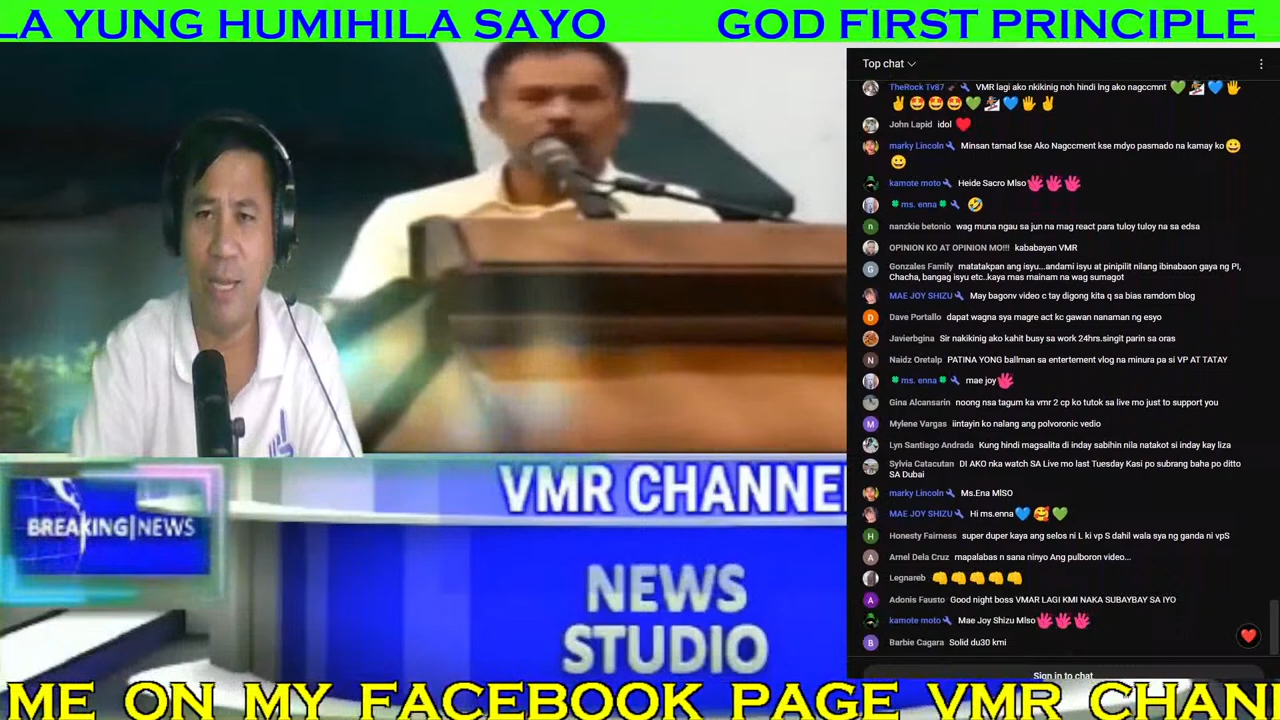 LA YUNG HUMIHILA SAYO GOD FIRST PRINCIPLE
Top chat
TheRock Tv87 VMR lagi ako nkikinig noh hindi lng ako nagccmnt 💚 💙🖐
✌🤩🤩🤩💚 💙🖐✌
John Lapid idol ❤️
marky Lincoln Minsan tamad kse Ako Nagccment kse mdyo pasmado na kamay ko😀
😀
kamote moto Heide Sacro Mlso
🍀 ms. enna 🍀 🤣
nanzkie betonio wag muna ngau sa jun na mag react para tuloy tuloy na sa edsa
OPINION KO AT OPINION MO!!! kababayan VMR
Gonzales Family matatakpan ang isyu...andami isyu at pinipilit nilang ibinabaon gaya ng PI,
Chacha, bangag isyu etc..kaya mas mainam na wag sumagot
MAE JOY SHIZU May bagonv video c tay digong kita q sa bias ramdom blog
Dave Portallo dapat wagna sya magre act kc gawan nanaman ng esyo
Javierbgina Sir nakikinig ako kahit busy sa work 24hrs.singit parin sa oras
Naidz Oretalp PATINA YONG ballman sa entertement vlog na minura pa si VP AT TATAY
🍀 ms. enna 🍀 mae joy
Gina Alcansarin noong nsa tagum ka vmr 2 cp ko tutok sa live mo just to support you
Mylene Vargas iintayin ko nalang ang polvoronic vedio
Lyn Santiago Andrada Kung hindi magsalita di inday sabihin nila natakot si inday kay liza
Sylvia Catacutan DI AKO nka watch SA Live mo last Tuesday Kasi po subrang baha po ditto
SA Dubai
marky Lincoln Ms.Ena MlSO
MAE JOY SHIZU Hi ms.enna💙🥰💚
Honesty Fairness super duper kaya ang selos ni L ki vp S dahil wala sya ng ganda ni vpS
Arnel Dela Cruz mapalabas n sana ninyo Ang pulboron video...
Legnareb 👊👊👊👊👊
Adonis Fausto Good night boss VMAR LAGI KMI NAKA SUBAYBAY SA IYO
kamote moto Mae Joy Shizu Mlso
Barbie Cagara Solid du30 kmi
Sign in to chat
VMR CHANNE
BREAKING|NEWS
NEWS
STUDIO
ME ON MY FACEBOOK PAGE VMR CHAN